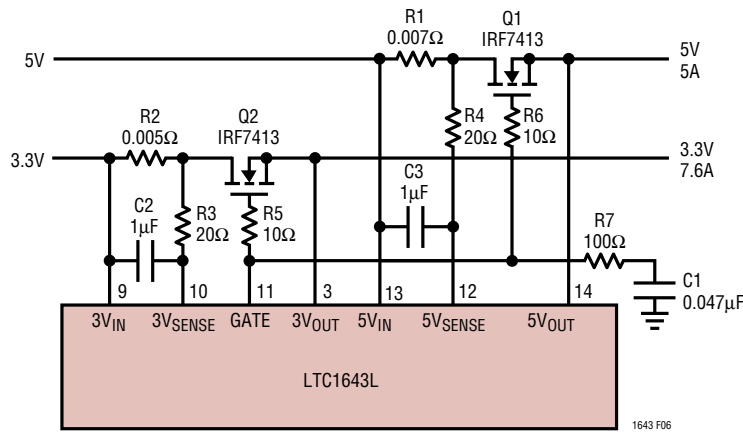 R1
0.007Ω
Q1
IRF7413
5V
5V
5A
R4
20Ω
R6
10Ω
R2
0.005Ω
Q2
IRF7413
3.3V
3.3V
7.6A
C3
1µF
C2
1µF
R3
20Ω
R5
10Ω
R7
100Ω
C1
0.047µF
9
10
11
3
13
12
14
3VIN
3VSENSE
GATE
3VOUT
5VIN
5VSENSE
5VOUT
LTC1643L
1643 F06